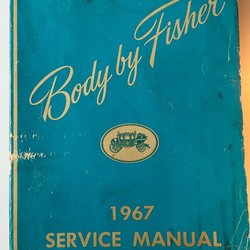 Body by Fisher
1967
SERVICE MANUAL